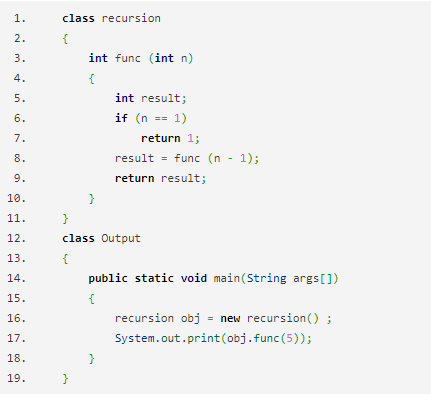 1. class recursion
2. {
3. int func (int n)
4. {
5. int result;
6. if (n == 1)
7. return 1;
8. result = func (n - 1);
9. return result;
10. }
11. }
12. class Output
13. {
14. public static void main(String args[])
15. {
16. recursion obj = new recursion() ;
17. System.out.print(obj.func(5));
18. }
19. }